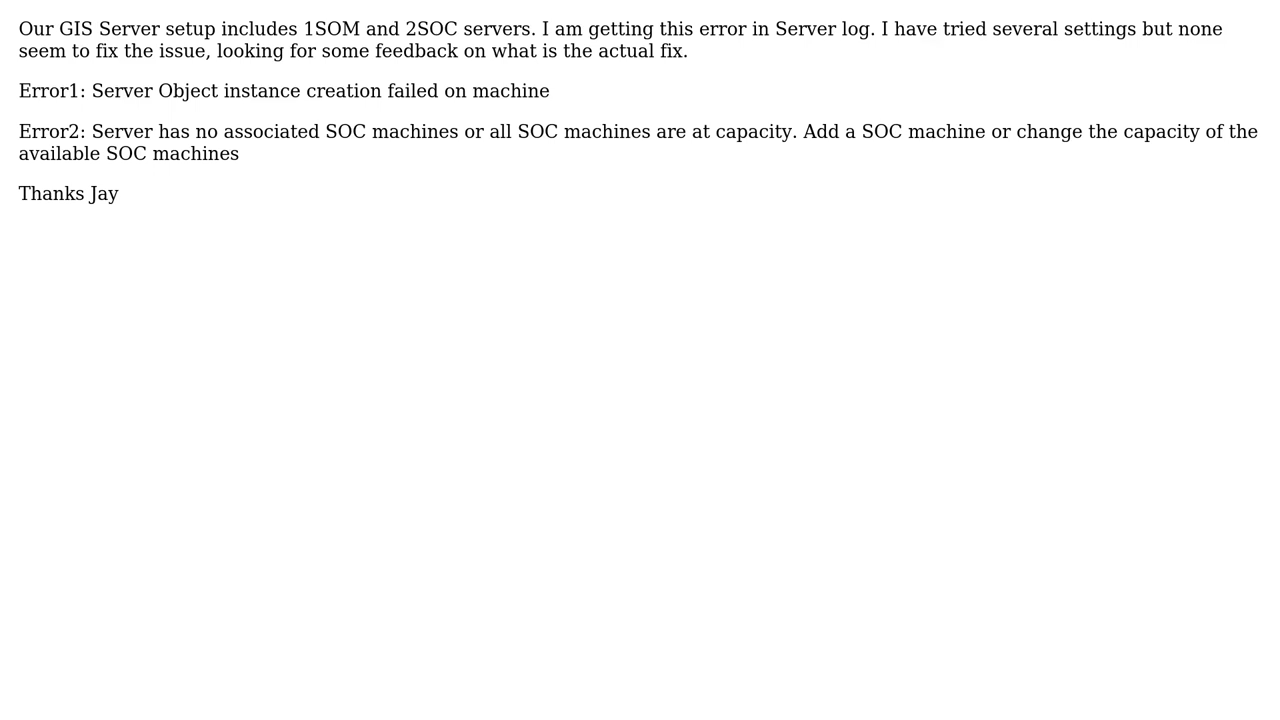 Our GIS Server setup includes 1SOM and 2SOC servers. I am getting this error in Server log. I have tried several settings but none
seem to fix the issue, looking for some feedback on what is the actual fix.
Error1: Server Object instance creation failed on machine
Error2: Server has no associated SOC machines or all SOC machines are at capacity. Add a SOC machine or change the capacity of the
available SOC machines
Thanks Jay